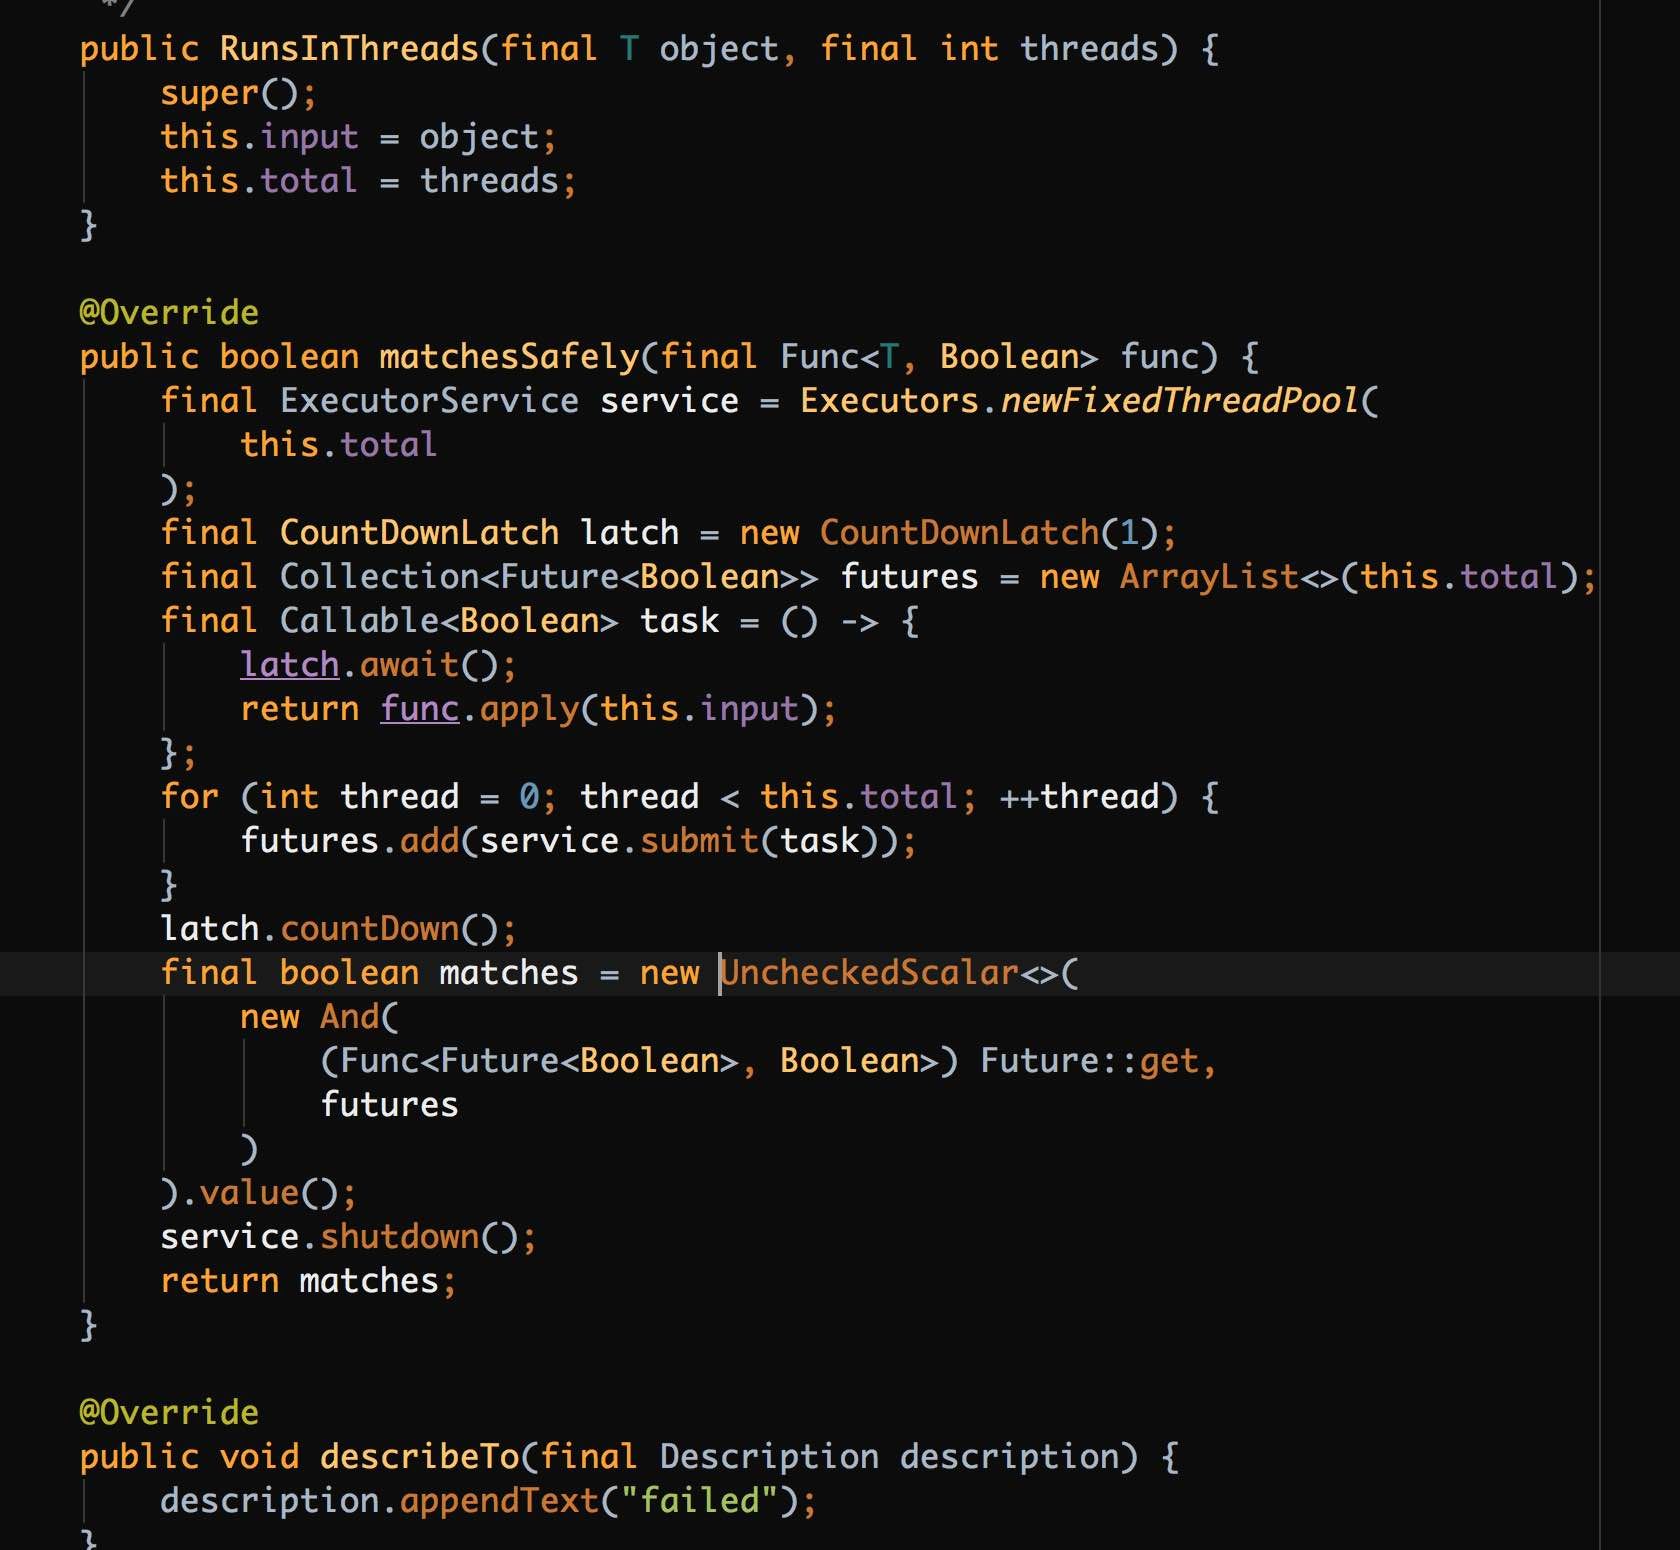 */
public RunsInThreads(final T object, final int threads) {
    super();
    this.input = object;
    this.total = threads;
}

@Override
public boolean matchesSafely(final Func<T, Boolean> func) {
    final ExecutorService service = Executors.newFixedThreadPool(
        this.total
    );
    final CountDownLatch latch = new CountDownLatch(1);
    final Collection<Future<Boolean>> futures = new ArrayList<>(this.total);
    final Callable<Boolean> task = () -> {
        latch.await();
        return func.apply(this.input);
    };
    for (int thread = 0; thread < this.total; ++thread) {
        futures.add(service.submit(task));
    }
    latch.countDown();
    final boolean matches = new UncheckedScalar<>(
        new And(
            (Func<Future<Boolean>, Boolean>) Future::get,
            futures
        )
    ).value();
    service.shutdown();
    return matches;
}

@Override
public void describeTo(final Description description) {
    description.appendText("failed");
}